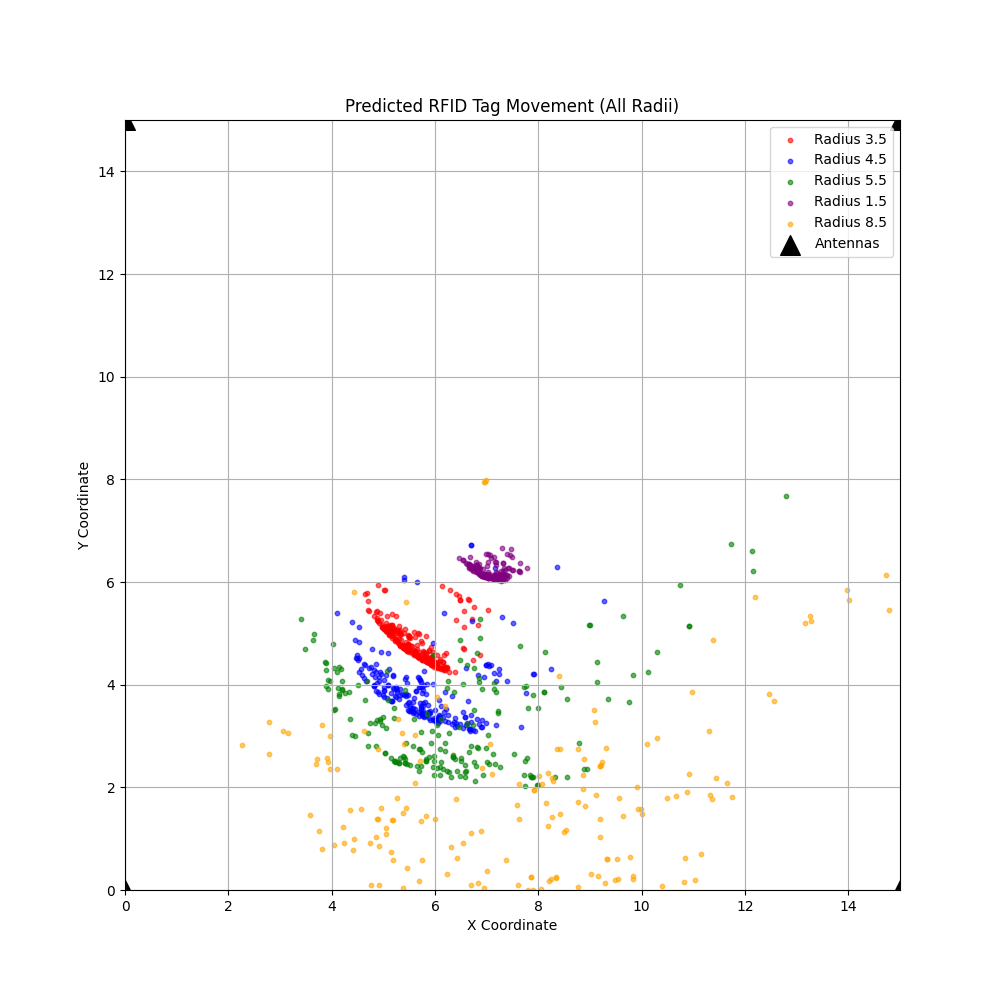 Predicted RFID Tag Movement (All Radii)
Radius 3.5
Radius 4.5
Radius 5.5
Radius 1.5
Radius 8.5
Antennas
14
12
10
8
6
4
2
0
Y Coordinate
0 2 4 6 8 10 12 14
X Coordinate